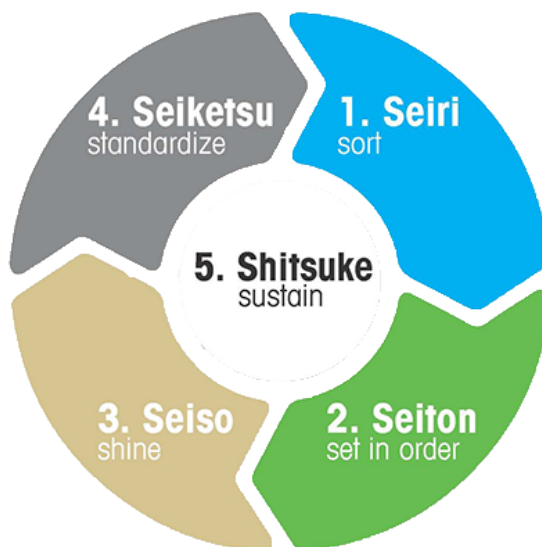 1. Seiri
sort
2. Seiton
set in order
3. Seiso
shine
4. Seiketsu
standardize
5. Shitsuke
sustain